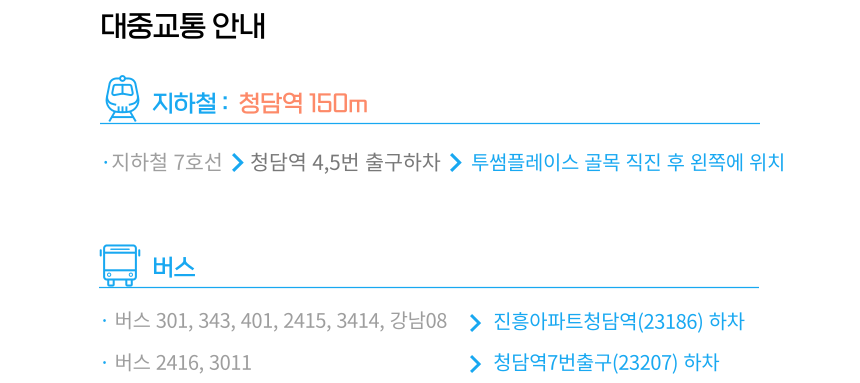 대중교통 안내
지하철 : 청담역 150m
· 지하철 7호선 > 청담역 4,5번 출구하차 > 투썸플레이스 골목 직진 후 왼쪽에 위치
버스
· 버스 301, 343, 401, 2415, 3414, 강남08 > 진흥아파트청담역(23186) 하차
· 버스 2416, 3011 > 청담역7번출구(23207) 하차